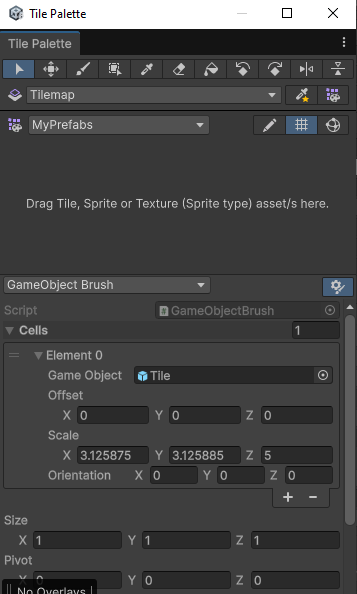 Tile Palette
Tile Palette
Tilemap
MyPrefabs
Drag Tile, Sprite or Texture (Sprite type) asset/s here.
GameObject Brush
Script #GameObjectBrush
Cells 1
Element 0
Game Object Tile
Offset
X 0 Y 0 Z 0
Scale
X 3.125875 Y 3.125885 Z 5
Orientation X 0 Y 0 Z 0
+ −
Size
X 1 Y 1 Z 1
Pivot
X 0 Y 0 Z 0
No Overlays